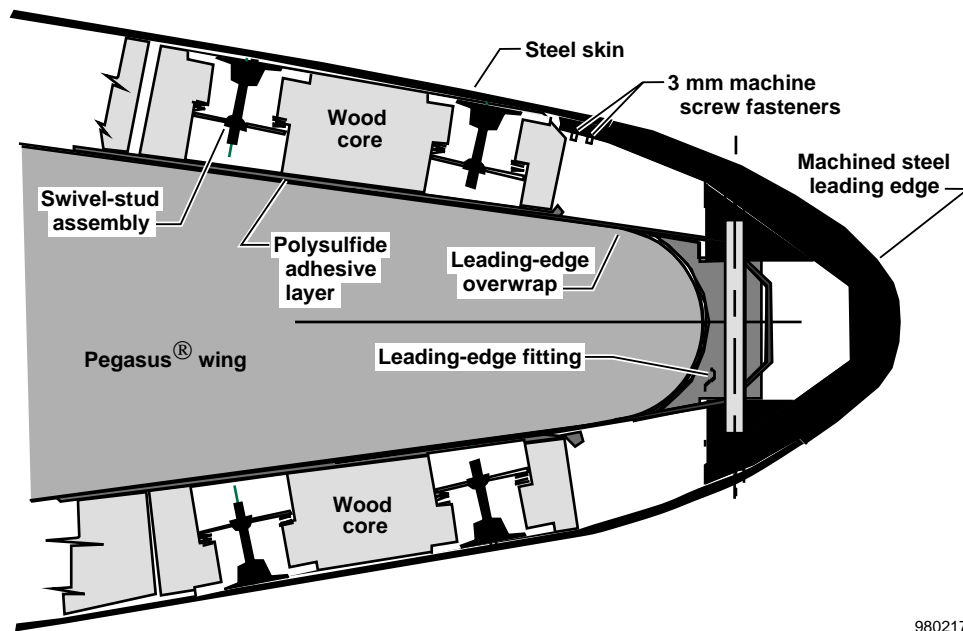 Steel skin
3 mm machine
screw fasteners
Wood
core
Machined steel
leading edge
Swivel-stud
assembly
Polysulfide
adhesive
layer
Leading-edge
overwrap
Pegasus® wing
Leading-edge fitting
Wood
core
980217